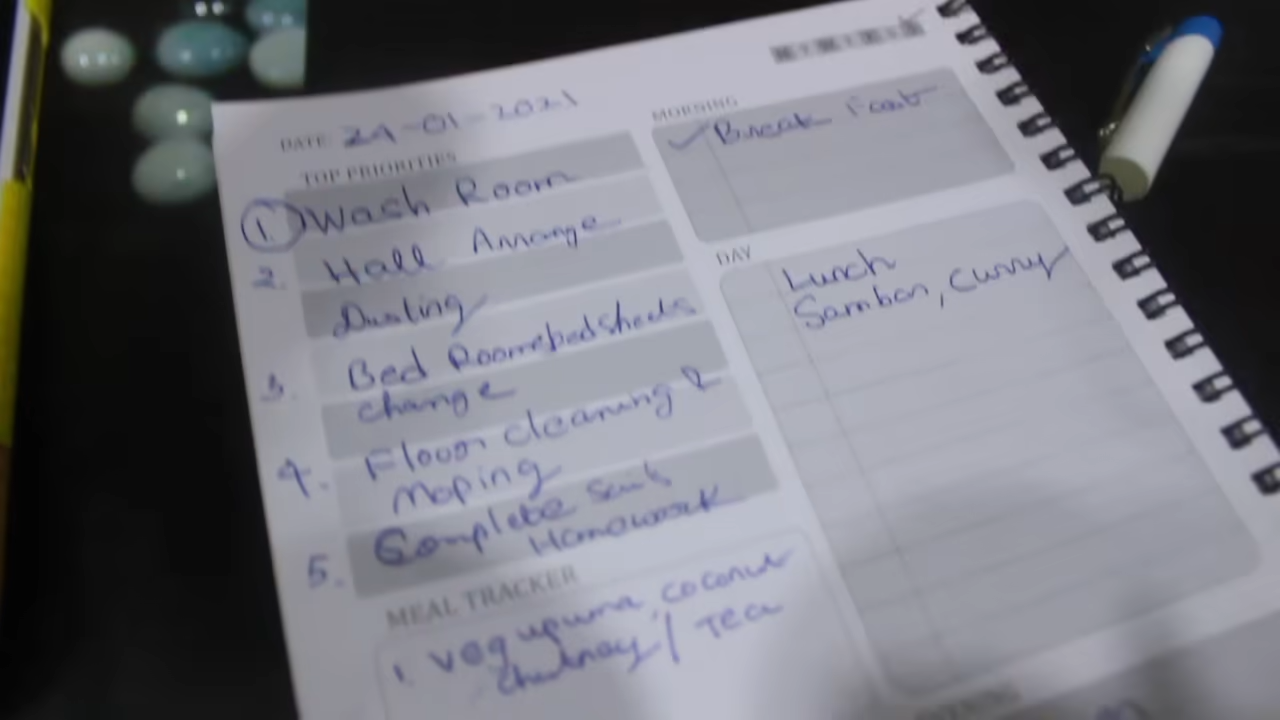 DATE: 24-01-2021
TOP PRIORITIES
1. Wash Room
2. Hall Arrange
Dusting
3. Bed Room bedsheets
change
4. Floor cleaning &
Moping
5. Complete
Homework
MEAL TRACKER
1. Veg upuma, coconut
chutney / Tea
MORNING
✓ Break Fast
DAY
Lunch
Sambar, Curry